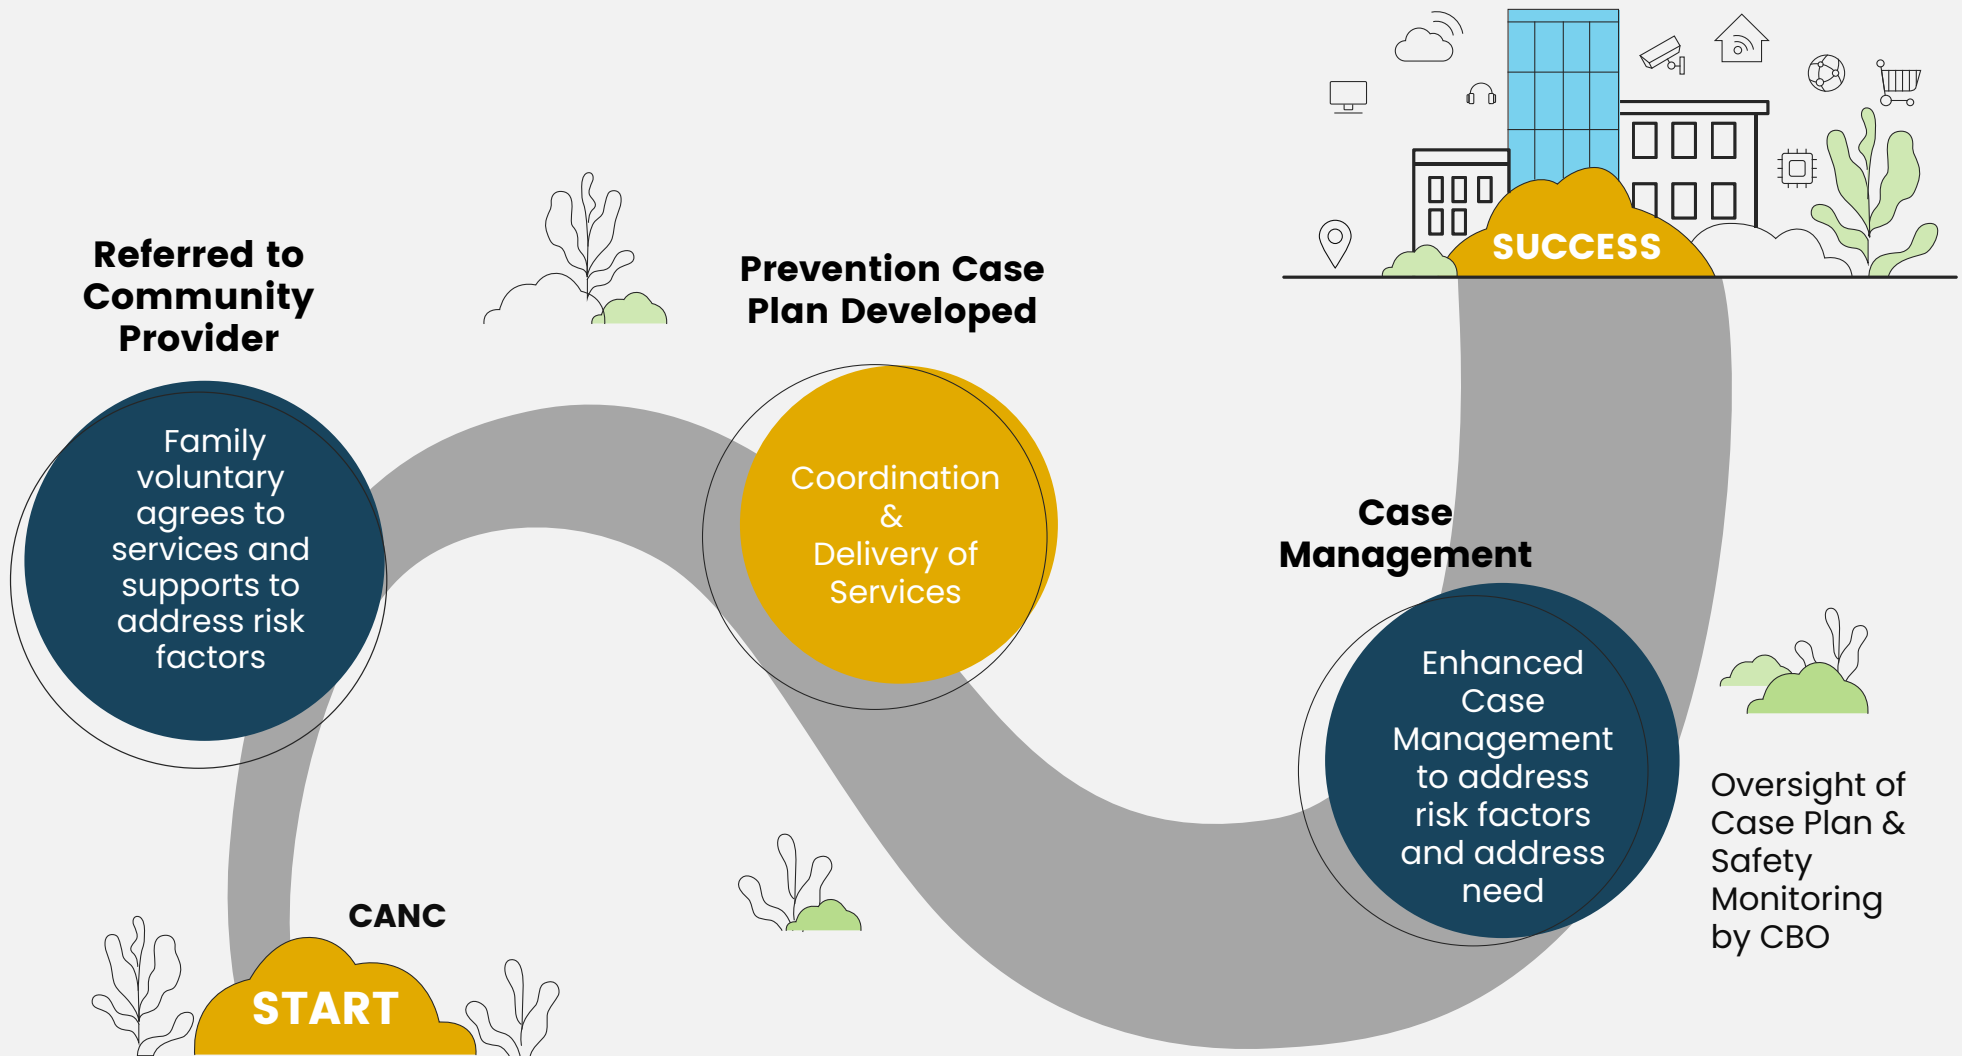 START
CANC
Referred to
Community
Provider
Family
voluntary
agrees to
services and
supports to
address risk
factors
Prevention Case
Plan Developed
Coordination
&
Delivery of
Services
Case
Management
Enhanced
Case
Management
to address
risk factors
and address
need
Oversight of
Case Plan &
Safety
Monitoring
by CBO
SUCCESS